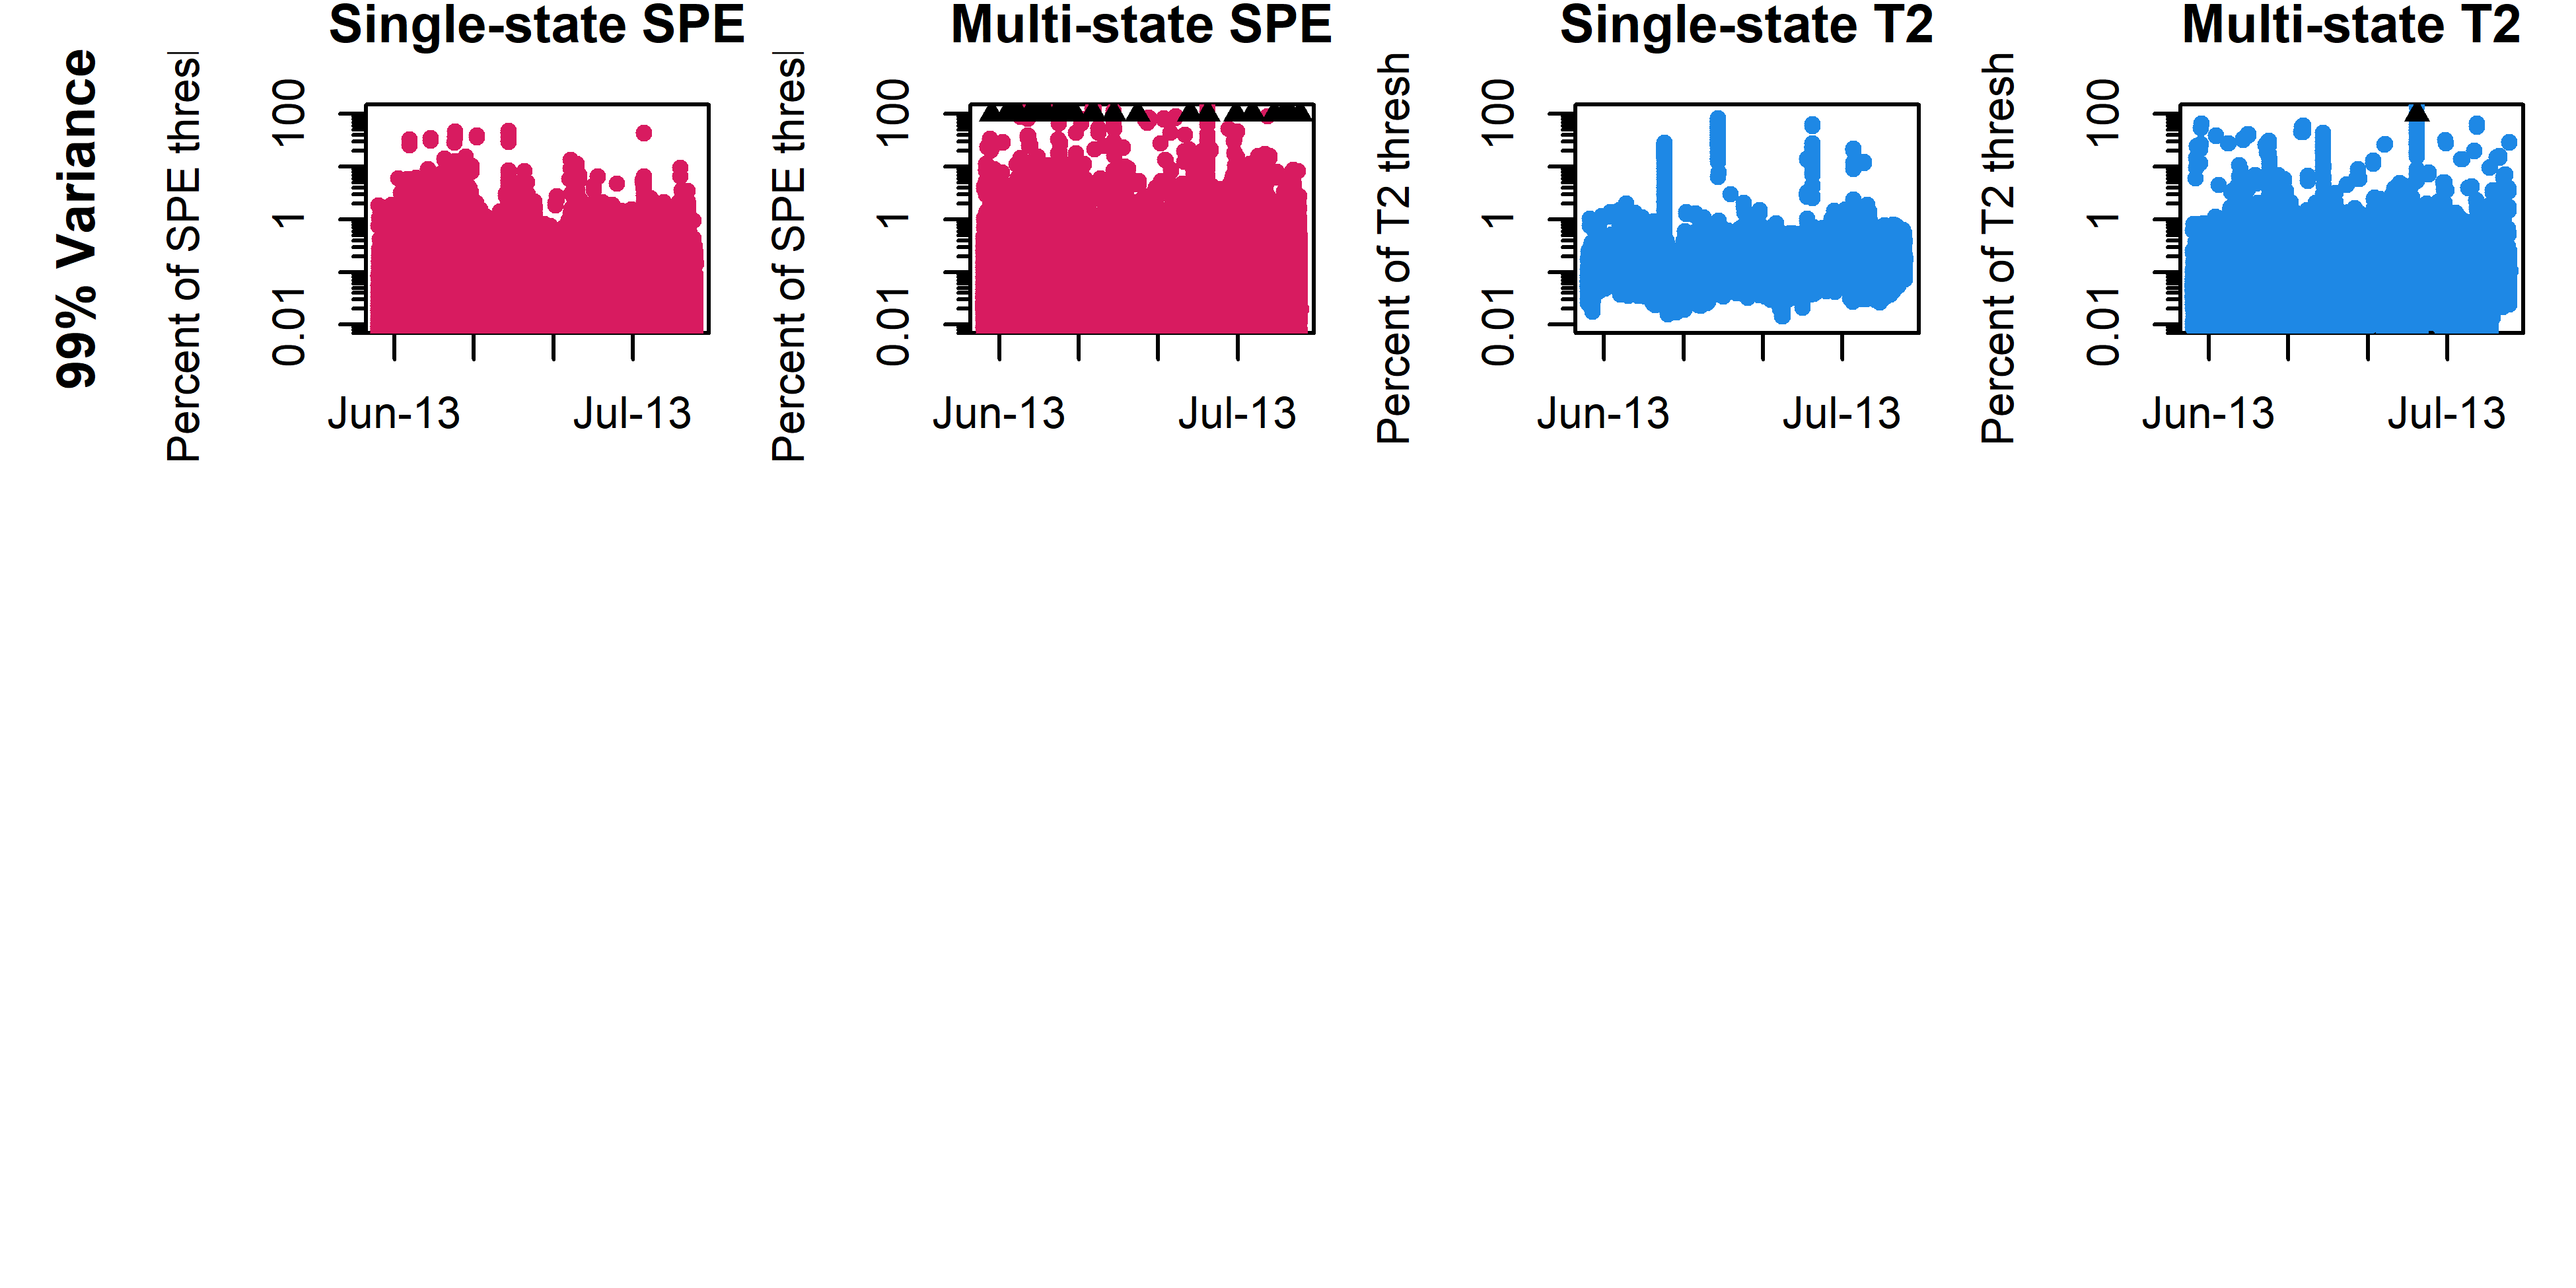 Single-state SPE
Multi-state SPE
Single-state T2
Multi-state T2
99% Variance
Percent of SPE thres
100
1
0.01
Jun-13
Jul-13
Percent of SPE thres
100
1
0.01
Jun-13
Jul-13
Percent of T2 thresh
100
1
0.01
Jun-13
Jul-13
Percent of T2 thresh
100
1
0.01
Jun-13
Jul-13